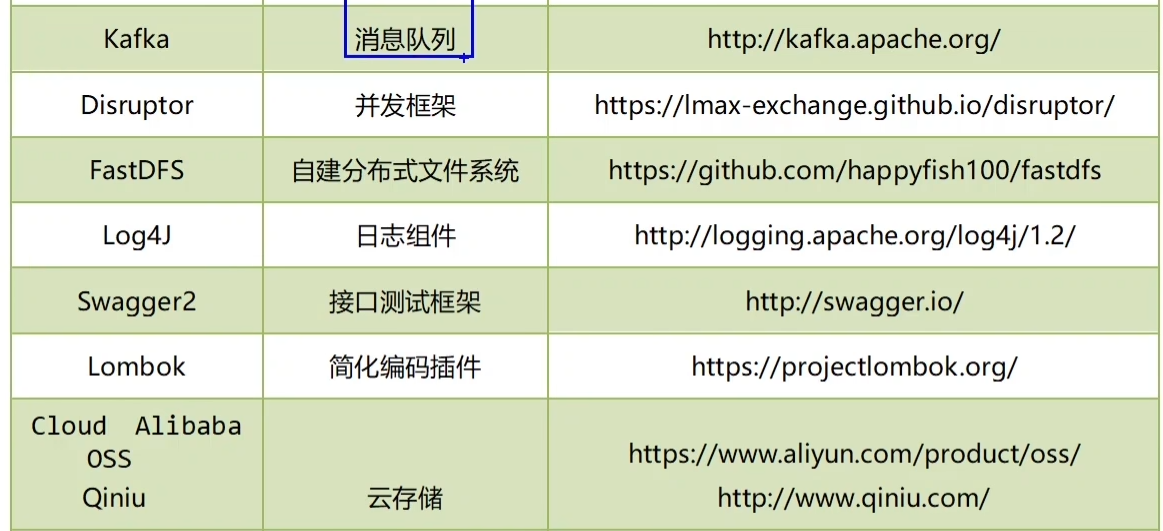 Kafka 消息队列 http://kafka.apache.org/
Disruptor 并发框架 https://lmax-exchange.github.io/disruptor/
FastDFS 自建分布式文件系统 https://github.com/happyfish100/fastdfs
Log4J 日志组件 http://logging.apache.org/log4j/1.2/
Swagger2 接口测试框架 http://swagger.io/
Lombok 简化编码插件 https://projectlombok.org/
Cloud Alibaba
OSS https://www.aliyun.com/product/oss/
Qiniu 云存储 http://www.qiniu.com/